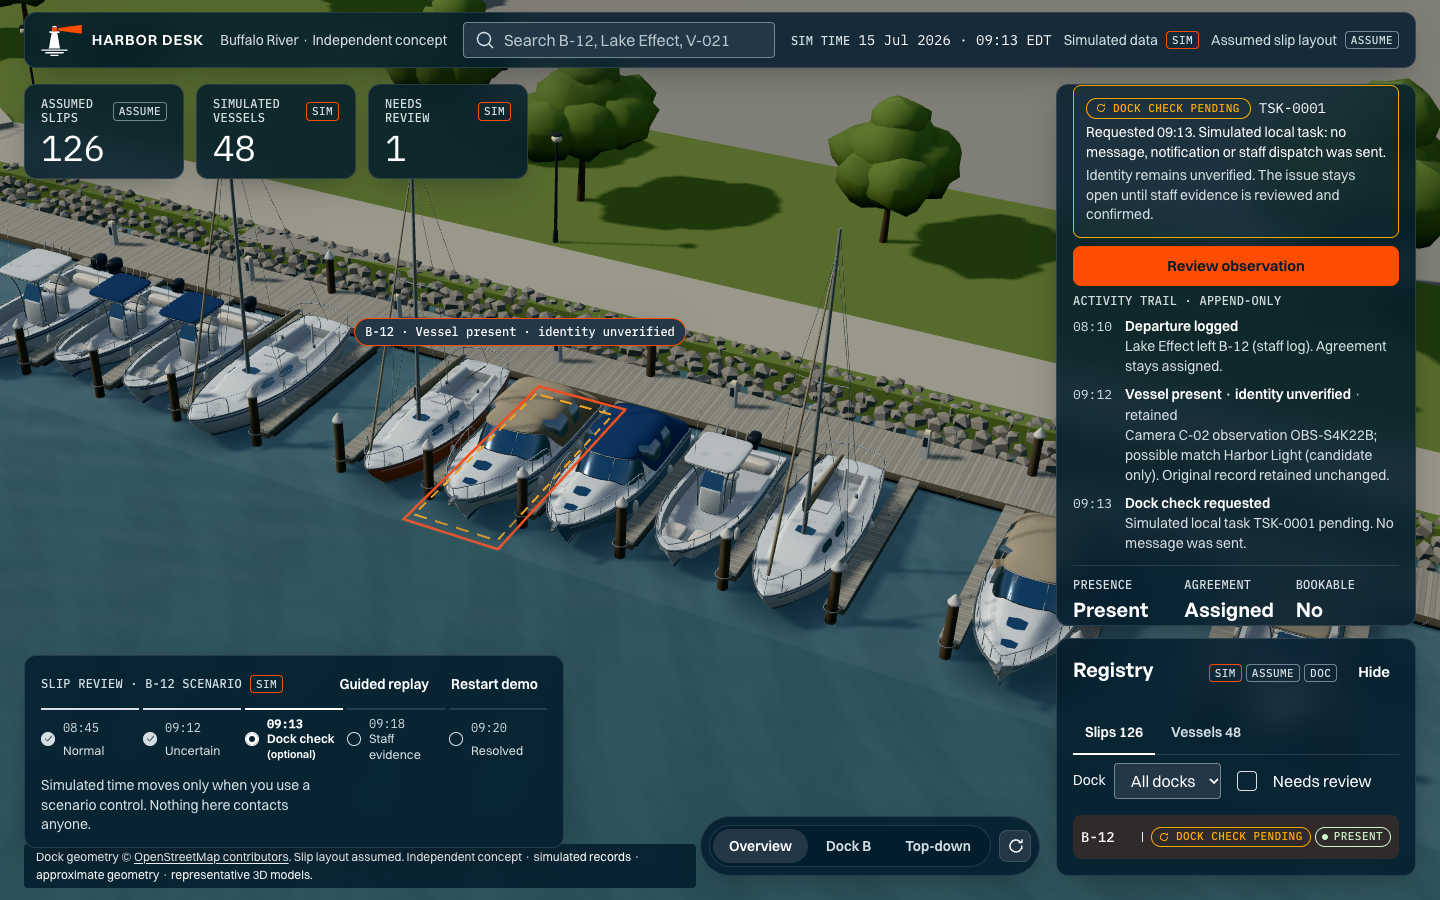 HARBOR DESK
Buffalo River · Independent concept
Search B-12, Lake Effect, V-021
SIM TIME 15 Jul 2026 · 09:13 EDT
Simulated data SIM
Assumed slip layout ASSUME
ASSUMED SLIPS ASSUME
126
SIMULATED VESSELS SIM
48
NEEDS REVIEW SIM
1
B-12 · Vessel present · identity unverified
DOCK CHECK PENDING TSK-0001
Requested 09:13. Simulated local task: no
message, notification or staff dispatch was sent.
Identity remains unverified. The issue stays
open until staff evidence is reviewed and
confirmed.
Review observation
ACTIVITY TRAIL · APPEND-ONLY
08:10 Departure logged
Lake Effect left B-12 (staff log). Agreement
stays assigned.
09:12 Vessel present · identity unverified ·
retained
Camera C-02 observation OBS-S4K22B;
possible match Harbor Light (candidate
only). Original record retained unchanged.
09:13 Dock check requested
Simulated local task TSK-0001 pending. No
message was sent.
PRESENCE AGREEMENT BOOKABLE
Present Assigned No
SLIP REVIEW · B-12 SCENARIO SIM
Guided replay Restart demo
08:45
Normal
09:12
Uncertain
09:13
Dock check
(optional)
09:18
Staff
evidence
09:20
Resolved
Simulated time moves only when you use a
scenario control. Nothing here contacts
anyone.
Dock geometry © OpenStreetMap contributors. Slip layout assumed. Independent concept · simulated records ·
approximate geometry · representative 3D models.
Overview Dock B Top-down
Registry SIM ASSUME DOC Hide
Slips 126 Vessels 48
Dock All docks Needs review
B-12 DOCK CHECK PENDING PRESENT